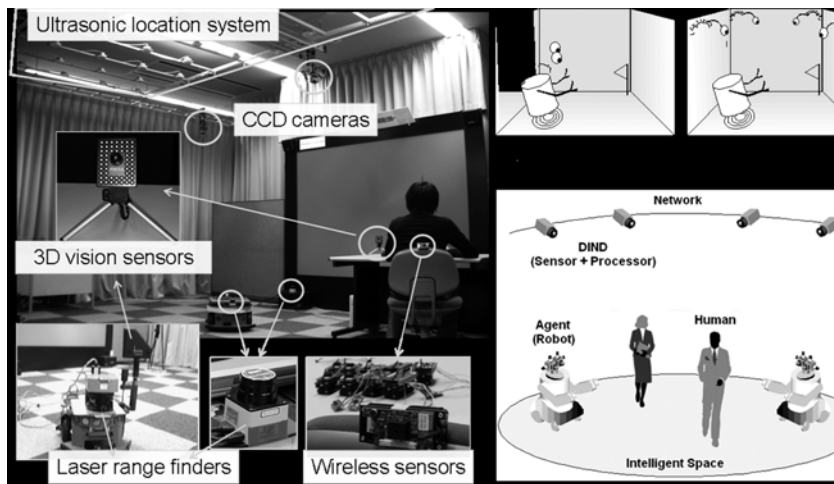 Ultrasonic location system
CCD cameras
3D vision sensors
Laser range finders
Wireless sensors
Network
DIND
(Sensor + Processor)
Agent
(Robot)
Human
Intelligent Space